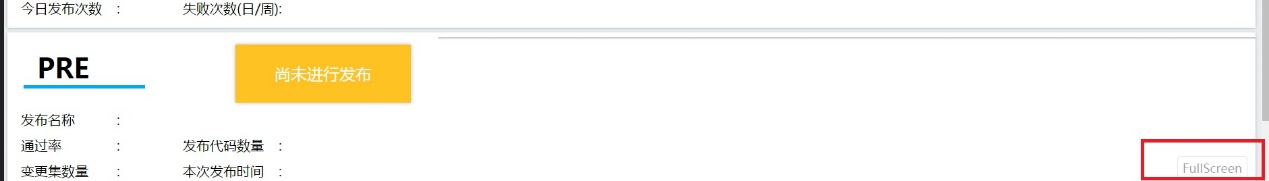 今日发布次数 : 失败次数(日/周):
PRE 尚未进行发布
发布名称 :
通过率 : 发布代码数量 :
变更集数量 : 本次发布时间 :
FullScreen